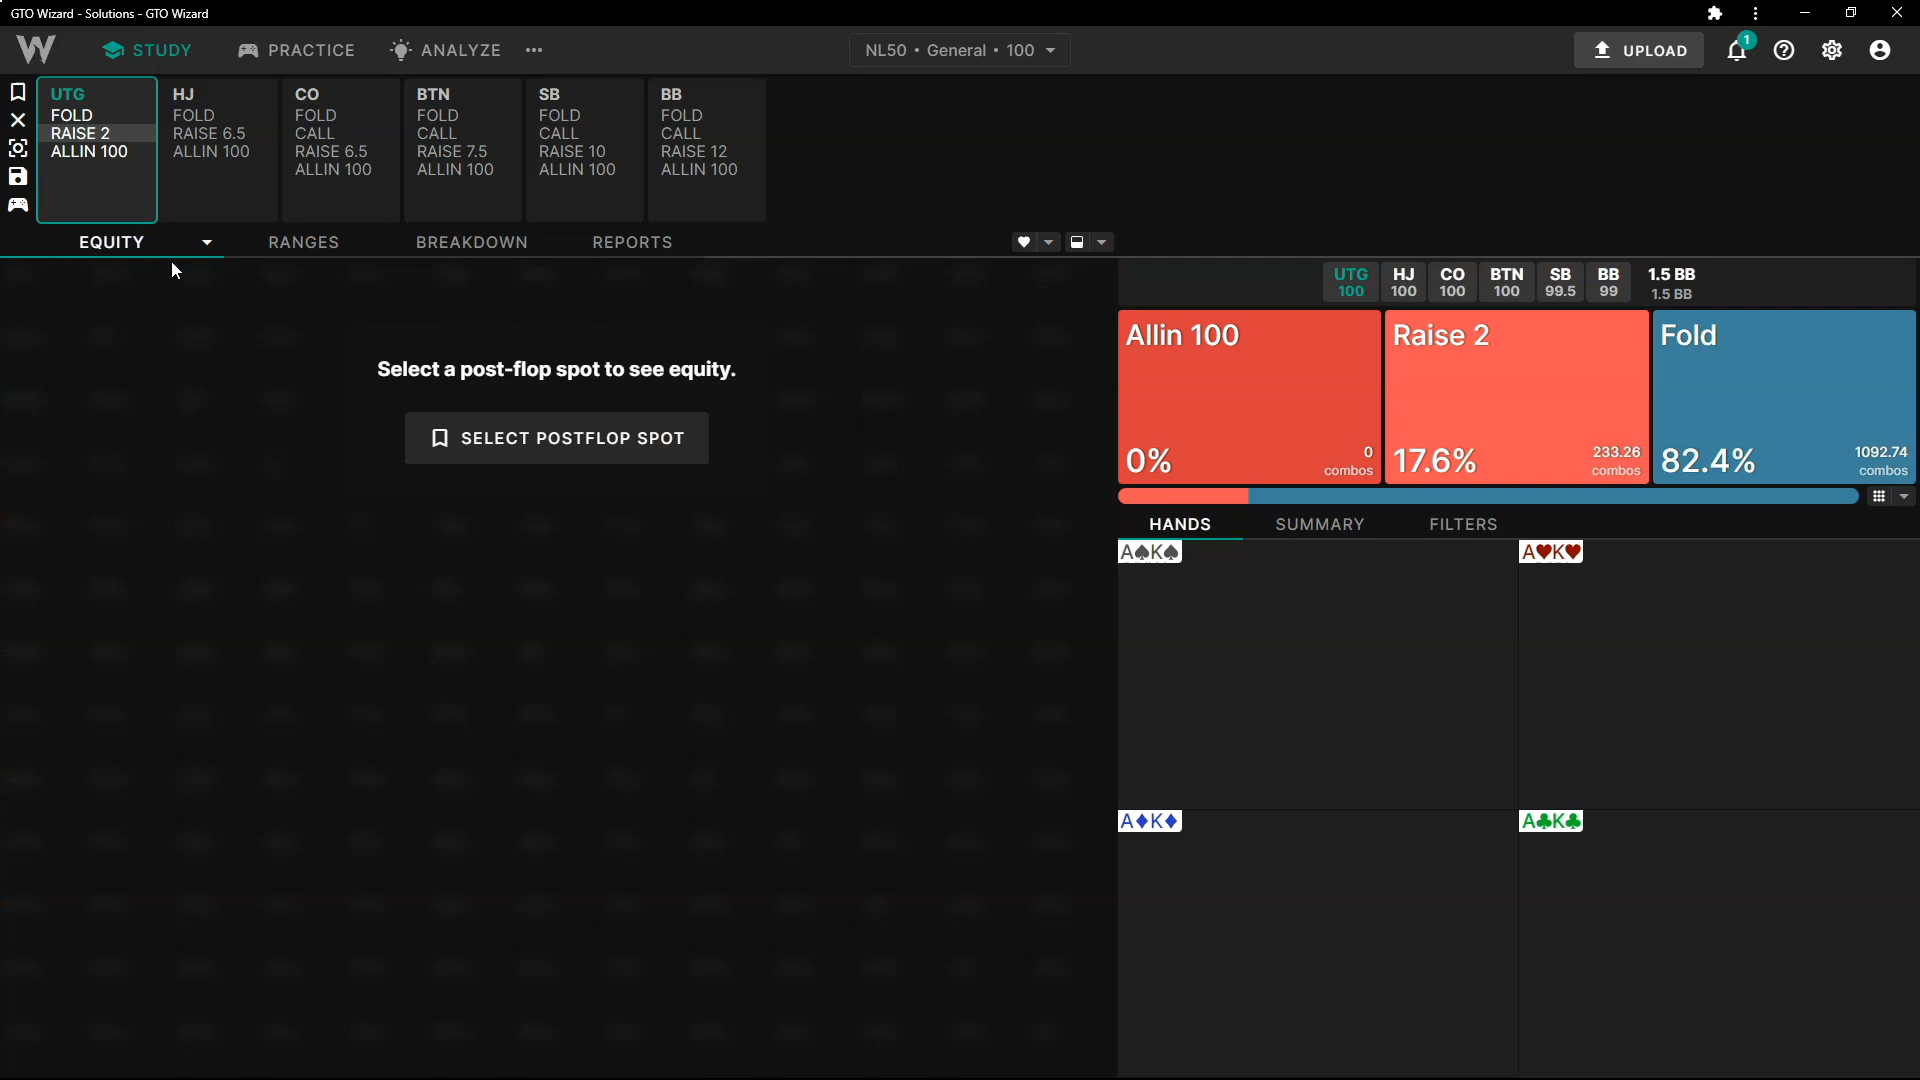 GTO Wizard - Solutions - GTO Wizard
W
STUDY
PRACTICE
ANALYZE
NL50 • General • 100
UPLOAD
1
UTG
FOLD
RAISE 2
ALLIN 100
HJ
FOLD
RAISE 6.5
ALLIN 100
CO
FOLD
CALL
RAISE 6.5
ALLIN 100
BTN
FOLD
CALL
RAISE 7.5
ALLIN 100
SB
FOLD
CALL
RAISE 10
ALLIN 100
BB
FOLD
CALL
RAISE 12
ALLIN 100
EQUITY
RANGES
BREAKDOWN
REPORTS
Select a post-flop spot to see equity.
SELECT POSTFLOP SPOT
UTG
100
HJ
100
CO
100
BTN
100
SB
99.5
BB
99
1.5 BB
1.5 BB
Allin 100
0%
0
combos
Raise 2
17.6%
233.26
combos
Fold
82.4%
1092.74
combos
HANDS
SUMMARY
FILTERS
A♠K♠
A♥K♥
A♦K♦
A♣K♣